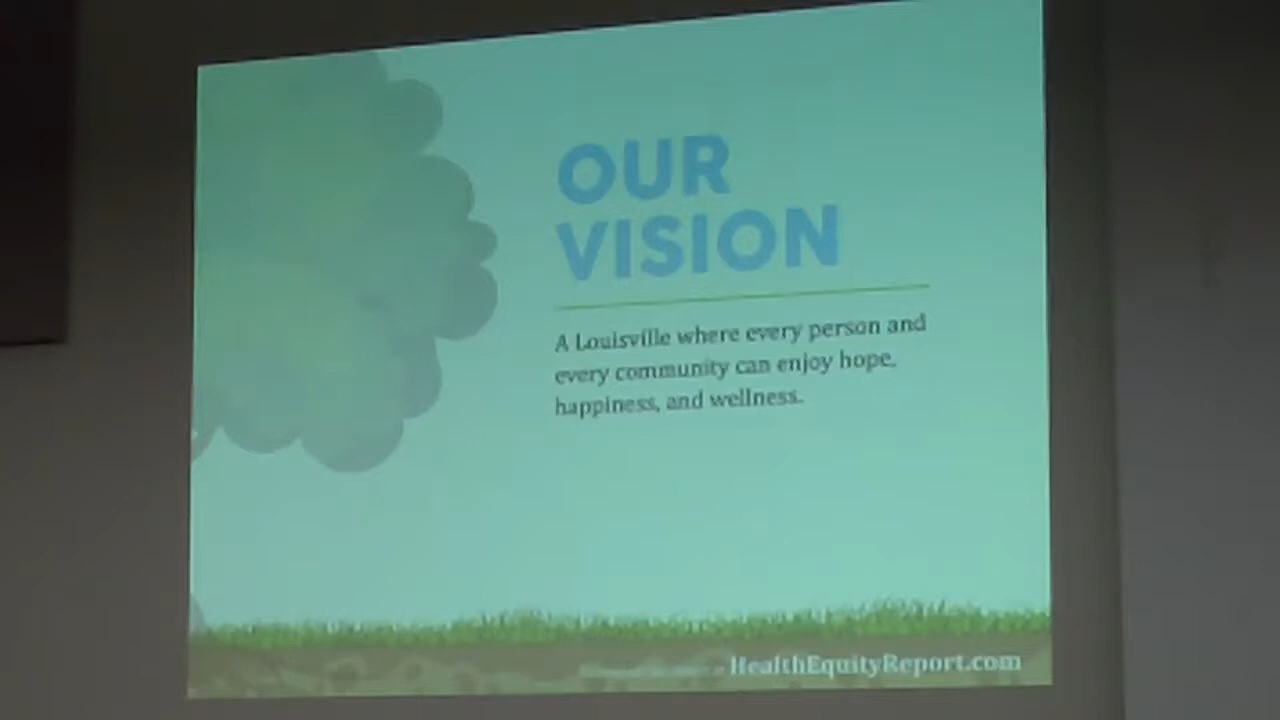 OUR
VISION
A Louisville where every person and
every community can enjoy hope,
happiness, and wellness.
HealthEquityReport.com